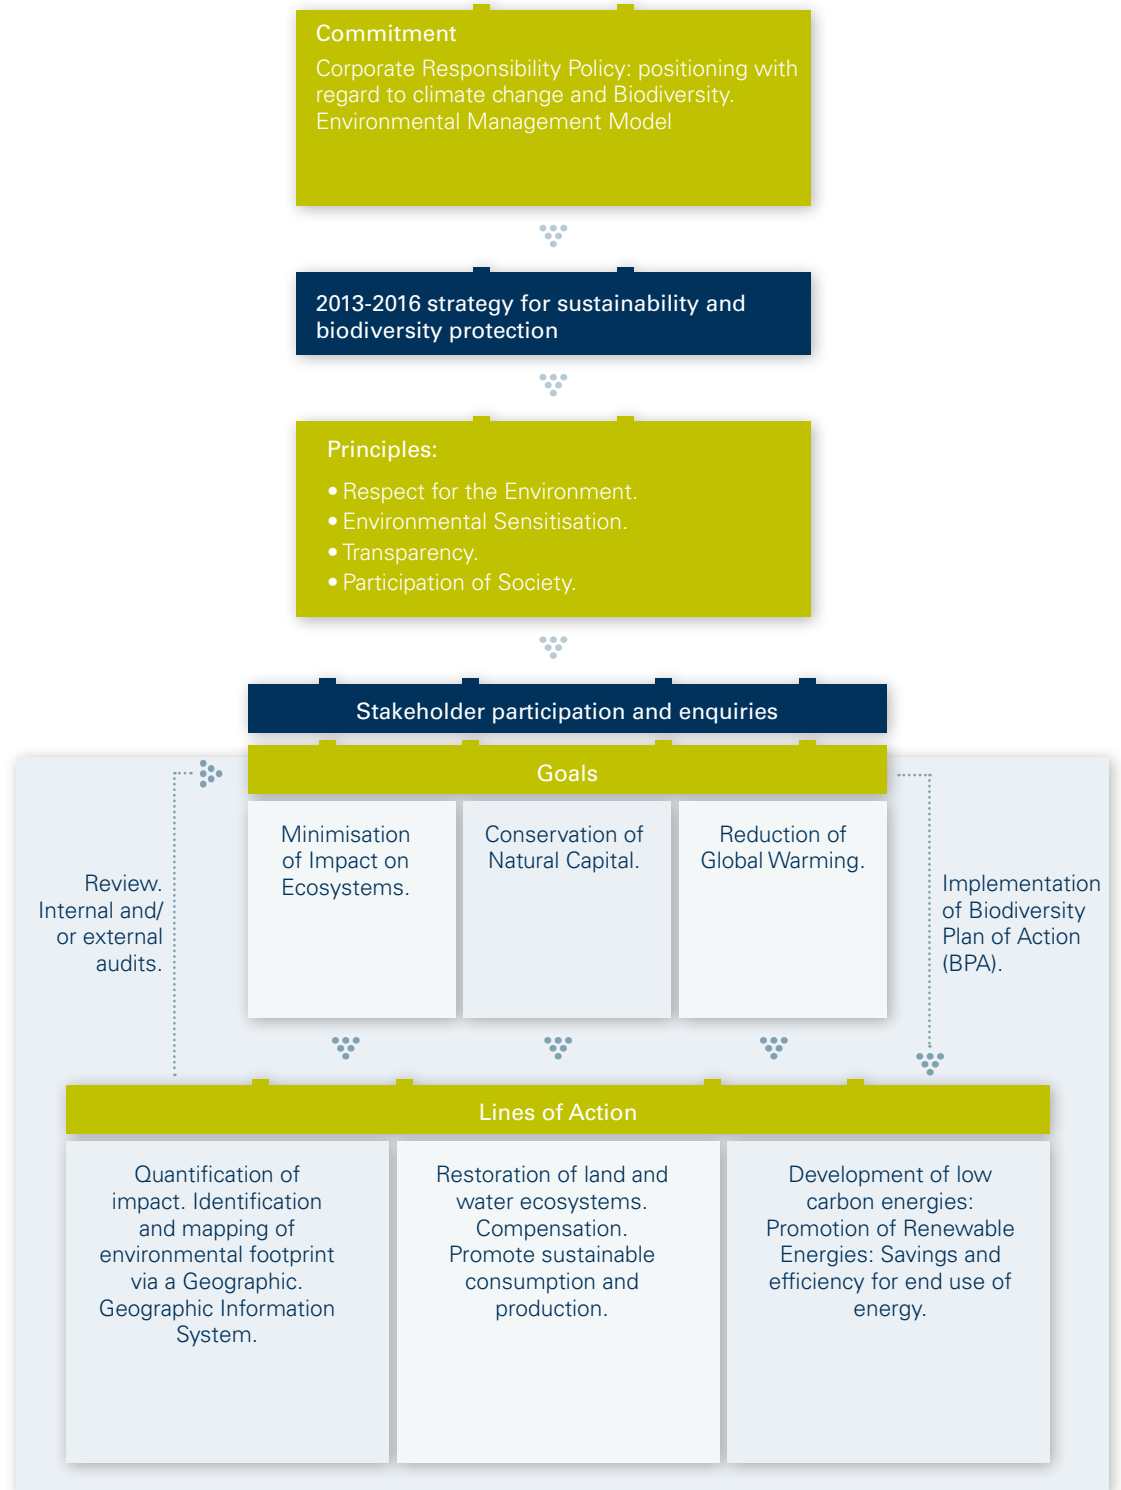 Commitment
Corporate Responsibility Policy: positioning with
regard to climate change and Biodiversity.
Environmental Management Model
2013-2016 strategy for sustainability and
biodiversity protection
Principles:
• Respect for the Environment.
• Environmental Sensitisation.
• Transparency.
• Participation of Society.
Stakeholder participation and enquiries
Goals
Minimisation
of Impact on
Ecosystems.
Conservation of
Natural Capital.
Reduction of
Global Warming.
Review.
Internal and/
or external
audits.
Implementation
of Biodiversity
Plan of Action
(BPA).
Lines of Action
Quantification of
impact. Identification
and mapping of
environmental footprint
via a Geographic.
Geographic Information
System.
Restoration of land and
water ecosystems.
Compensation.
Promote sustainable
consumption and
production.
Development of low
carbon energies:
Promotion of Renewable
Energies: Savings and
efficiency for end use of
energy.